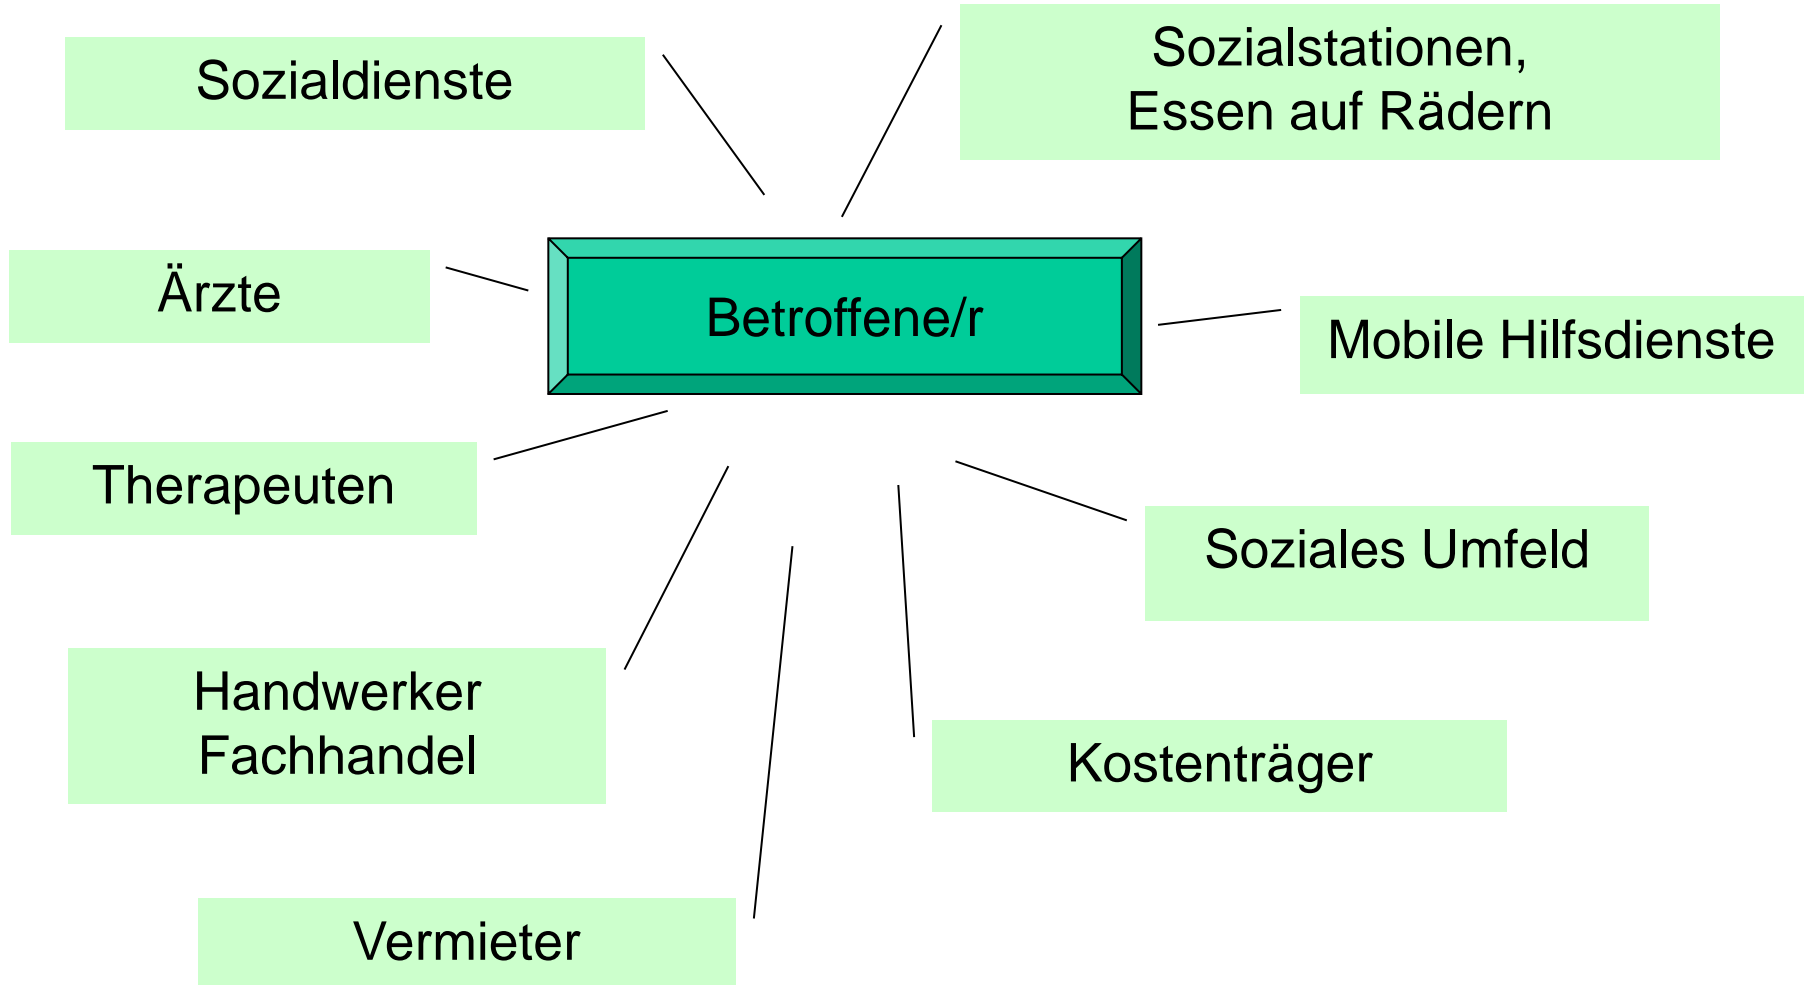 Sozialdienste
Sozialstationen,
Essen auf Rädern
Ärzte
Betroffene/r
Mobile Hilfsdienste
Therapeuten
Soziales Umfeld
Handwerker
Fachhandel
Kostenträger
Vermieter